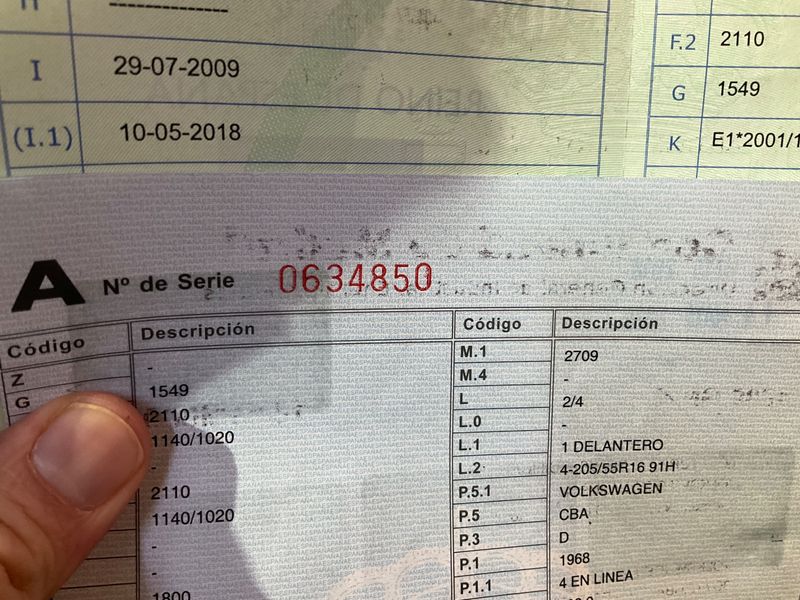 H
--------------
I 29-07-2009
(I.1) 10-05-2018
F.2 2110
G 1549
K E1*2001/1
A Nº de Serie 0634850
Código Descripción
Z -
G 1549
2110
1140/1020
-
2110
1140/1020
-
-
1800
Código Descripción
M.1 2709
M.4 -
L 2/4
L.0 -
L.1 1 DELANTERO
L.2 4-205/55R16 91H
P.5.1 VOLKSWAGEN
P.5 CBA
P.3 D
P.1 1968
P.1.1 4 EN LINEA